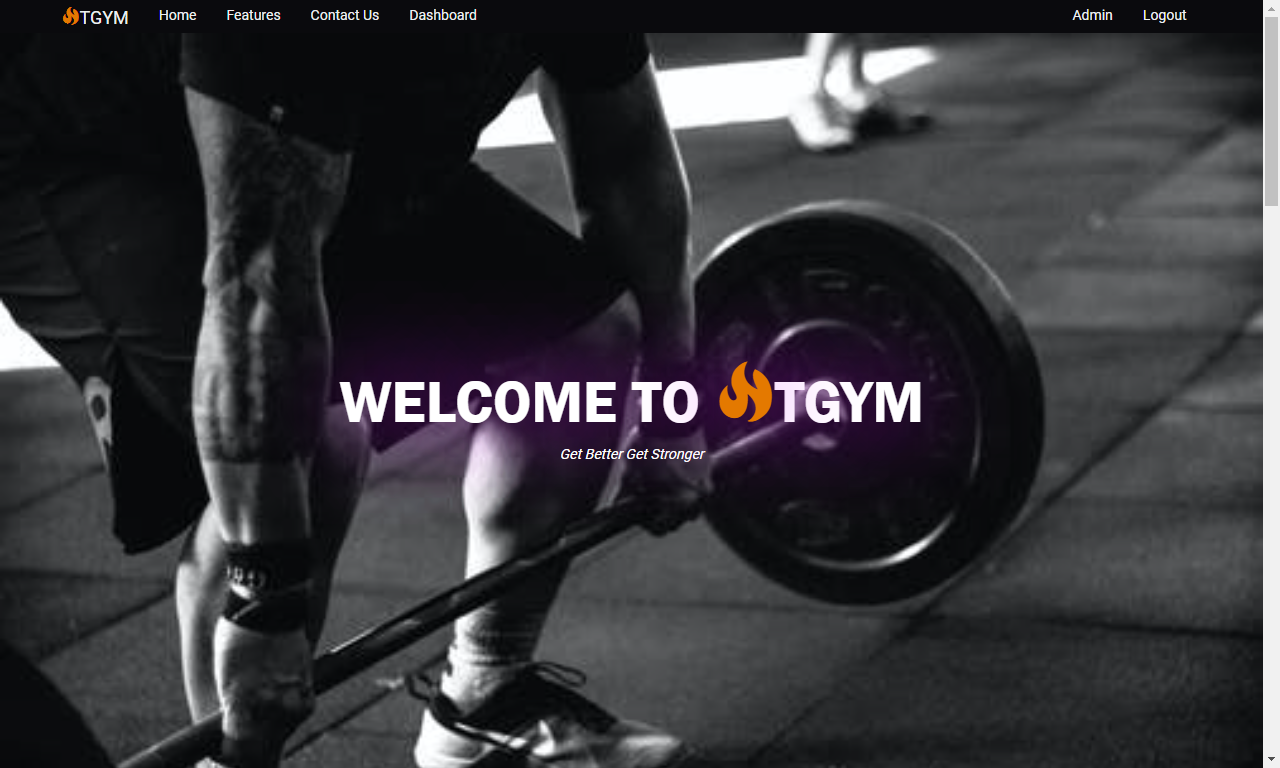 TGYM Home Features Contact Us Dashboard Admin Logout
WELCOME TO TGYM
Get Better Get Stronger